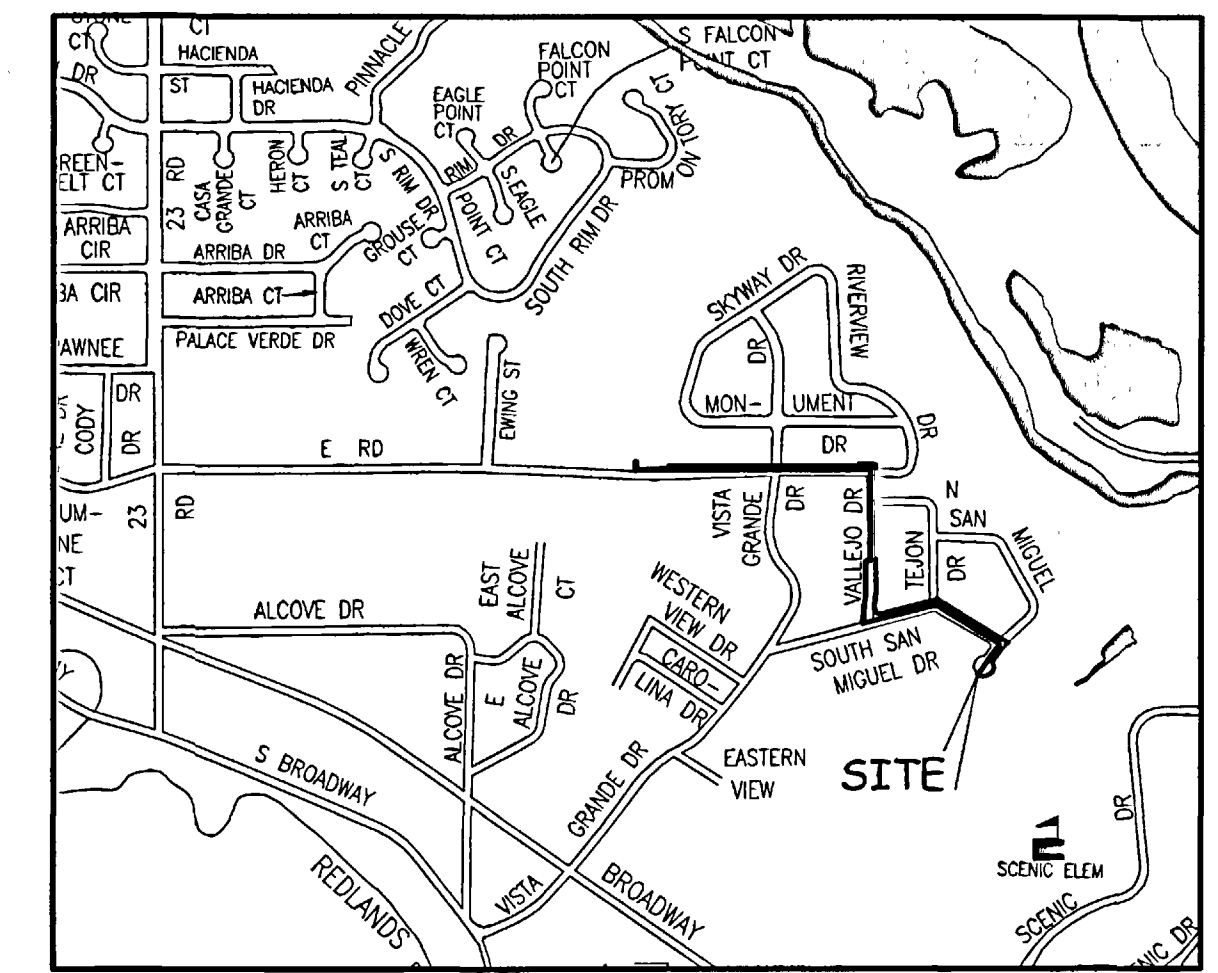 CT
CT
HACIENDA
ST
HACIENDA
DR
DR
PINNACLE
FALCON
POINT
CT
S FALCON
POINT CT
EAGLE
POINT
CT
RIM DR
S EAGLE
POINT CT
PROM ON TORY CT
23 RD
CASA
GRANDE
CT
HERON
CT
S TEAL
CT
S RIM DR
ELT CT
ARRIBA
CIR
ARRIBA DR
ARRIBA
CT
GROUSE
CT
SOUTH RIM DR
BA CIR
ARRIBA CT
DOVE CT
WREN CT
PALACE VERDE DR
AWNEE
SKYWAY DR
RIVERVIEW
DR
DR
MON-UMENT
DR
CODY
DR
DR
EWING ST
E RD
23 RD
UM-
NE
CT
VISTA
GRANDE
DR
VALLEJO DR
TEJON
DR
N
SAN
MIGUEL
EAST
ALCOVE
CT
ALCOVE DR
ALCOVE DR
E
ALCOVE
DR
WESTERN
VIEW DR
CARO-
LINA DR
SOUTH SAN
MIGUEL DR
EASTERN
VIEW
GRANDE DR
VISTA
S BROADWAY
BROADWAY
REDLANDS
SITE
SCENIC ELEM
SCENIC
DR
ENIC DR